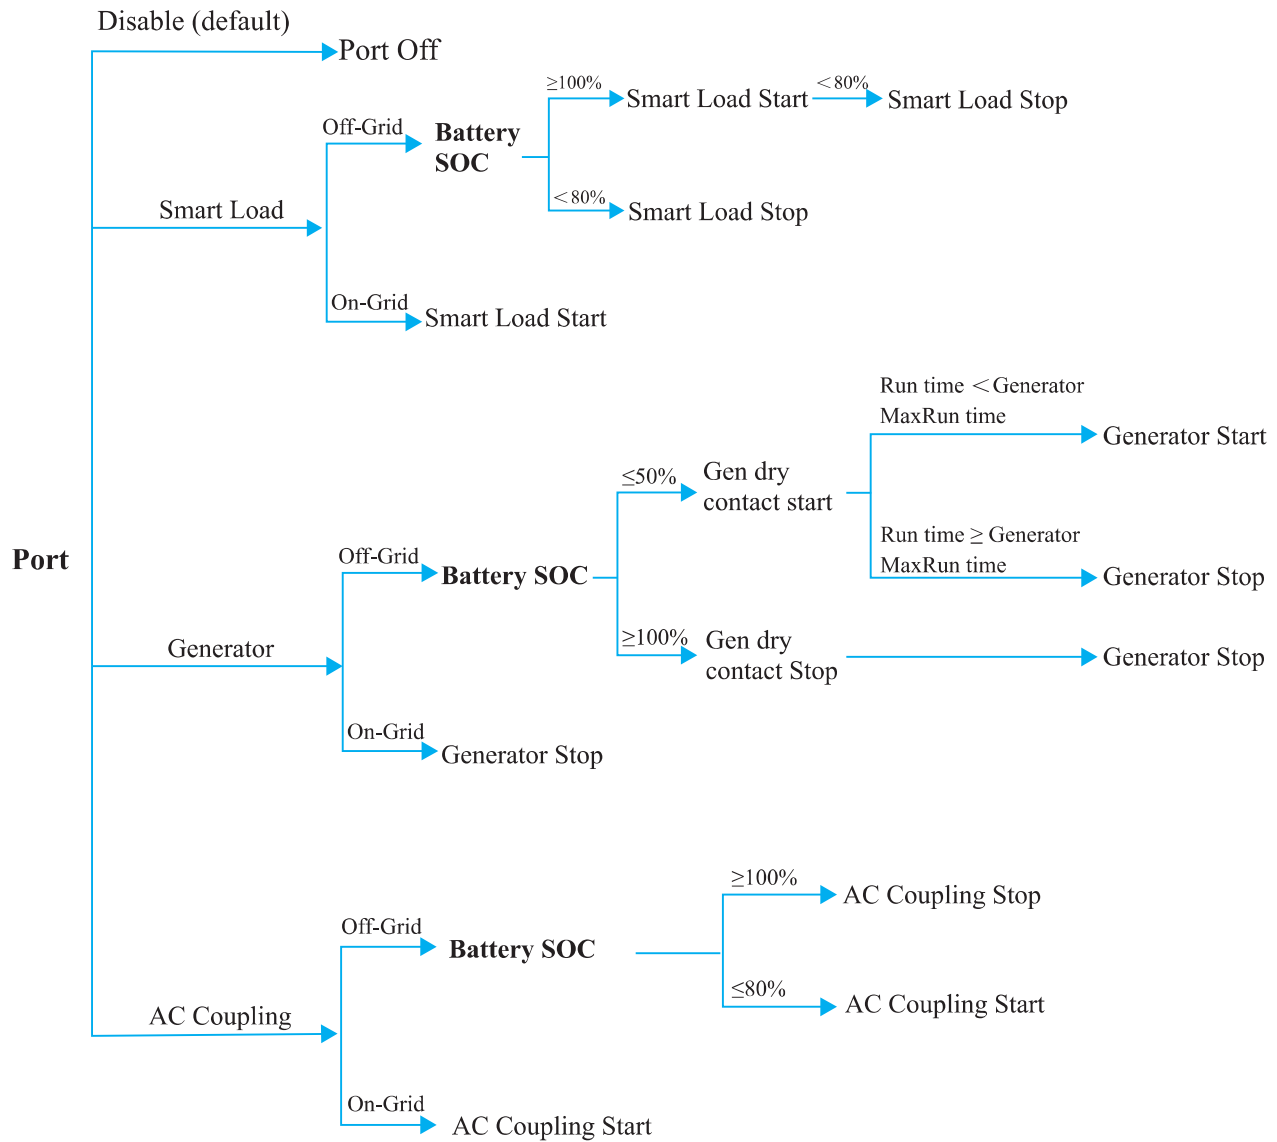 Disable (default)
Port Off
≥100%
Smart Load Start
<80%
Smart Load Stop
Off-Grid
Battery
SOC
<80%
Smart Load Stop
Smart Load
On-Grid
Smart Load Start
Run time <Generator
MaxRun time
Generator Start
≤50%
Gen dry
contact start
Run time ≥ Generator
MaxRun time
Generator Stop
Port
Off-Grid
Battery SOC
≥100%
Gen dry
contact Stop
Generator Stop
Generator
On-Grid
Generator Stop
≥100%
AC Coupling Stop
Off-Grid
Battery SOC
≤80%
AC Coupling Start
AC Coupling
On-Grid
AC Coupling Start